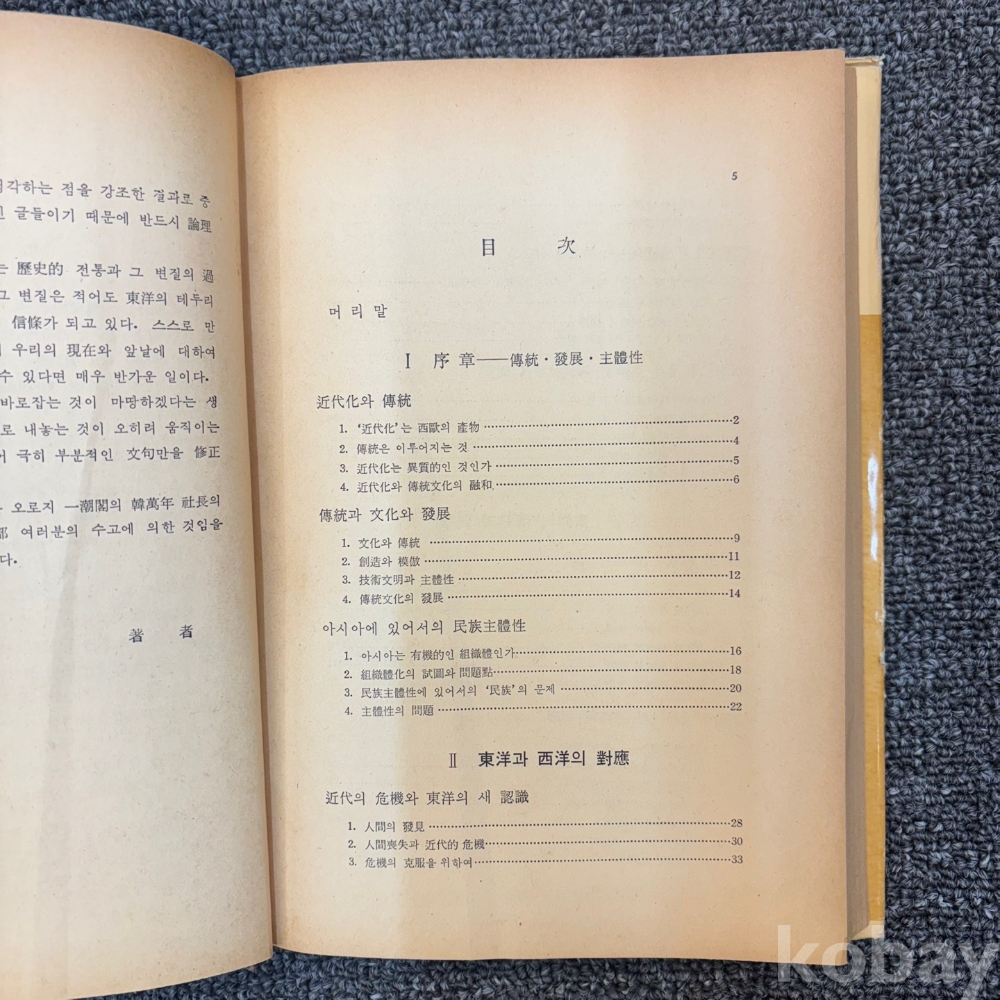 각하는 점을 강조한 결과로 중
글들이기 때문에 반드시 論理
는 歷史的 전통과 그 변질의 過
그 변질은 적어도 東洋의 테두리
信條가 되고 있다. 스스로 만
우리의 現在와 앞날에 대하여
수 있다면 매우 반가운 일이다.
바로잡는 것이 마땅하겠다는 생
로 내놓는 것이 오히려 움직이는
극히 부분적인 文句만을 修正
오로지 一潮閣의 韓萬年 社長의
部 여러분의 수고에 의한 것임을
다.
著 者
5
目 次
머리말
Ⅰ 序章——傳統·發展·主體性
近代化와 傳統
1. ‘近代化’는 西歐의 產物 2
2. 傳統은 이루어지는 것 4
3. 近代化는 異質的인 것인가 5
4. 近代化와 傳統文化의 融和 6
傳統과 文化와 發展
1. 文化와 傳統 9
2. 創造와 模倣 11
3. 技術文明과 主體性 12
4. 傳統文化의 發展 14
아시아에 있어서의 民族主體性
1. 아시아는 有機的인 組織體인가 16
2. 組織體化의 試圖와 問題點 18
3. 民族主體性에 있어서의 ‘民族’의 문제 20
4. 主體性의 問題 22
Ⅱ 東洋과 西洋의 對應
近代의 危機와 東洋의 새 認識
1. 人間의 發見 28
2. 人間喪失과 近代的 危機 30
3. 危機의 克服을 위하여 33
kobay